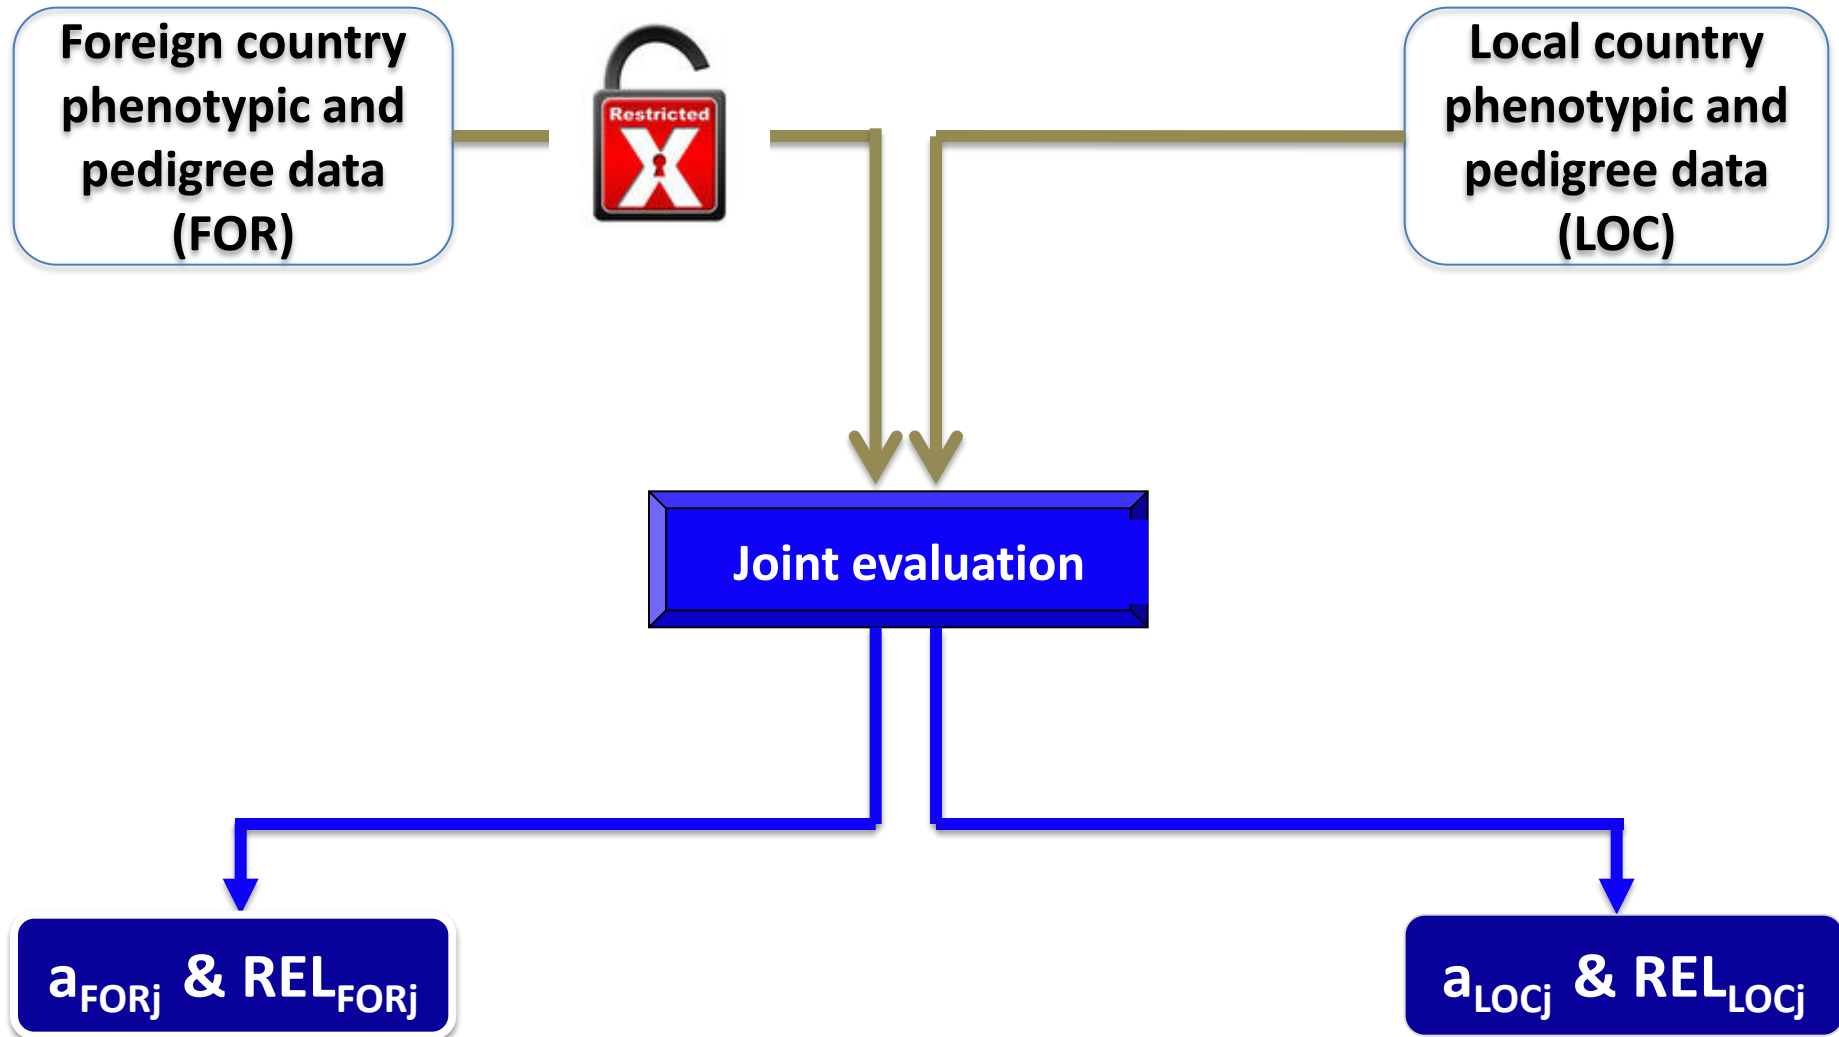 Foreign country
phenotypic and
pedigree data
(FOR)
Restricted
X
Local country
phenotypic and
pedigree data
(LOC)
Joint evaluation
aFORj & RELFORj
aLOCj & RELLOCj